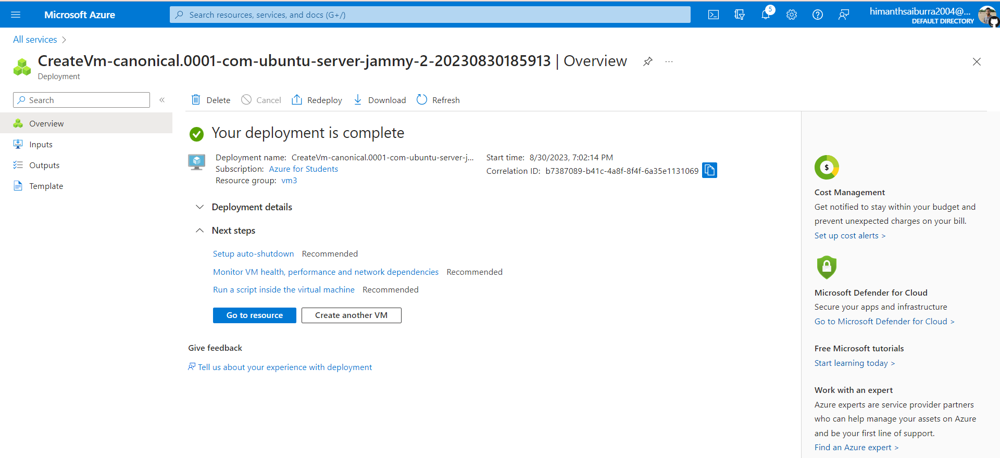 Microsoft Azure
Search resources, services, and docs (G+/)
5
himanthsaiburra2004@...
DEFAULT DIRECTORY
All services >
CreateVm-canonical.0001-com-ubuntu-server-jammy-2-20230830185913 | Overview
...
Deployment
Search
«
Delete
Cancel
Redeploy
Download
Refresh
Overview
Inputs
Outputs
Template
Your deployment is complete
Deployment name: CreateVm-canonical.0001-com-ubuntu-server-j...
Subscription: Azure for Students
Resource group: vm3
Start time: 8/30/2023, 7:02:14 PM
Correlation ID: b7387089-b41c-4a8f-8f4f-6a35e1131069
Deployment details
Next steps
Setup auto-shutdown Recommended
Monitor VM health, performance and network dependencies Recommended
Run a script inside the virtual machine Recommended
Go to resource
Create another VM
Give feedback
Tell us about your experience with deployment
$
Cost Management
Get notified to stay within your budget and
prevent unexpected charges on your bill.
Set up cost alerts >
Microsoft Defender for Cloud
Secure your apps and infrastructure
Go to Microsoft Defender for Cloud >
Free Microsoft tutorials
Start learning today >
Work with an expert
Azure experts are service provider partners
who can help manage your assets on Azure
and be your first line of support.
Find an Azure expert >